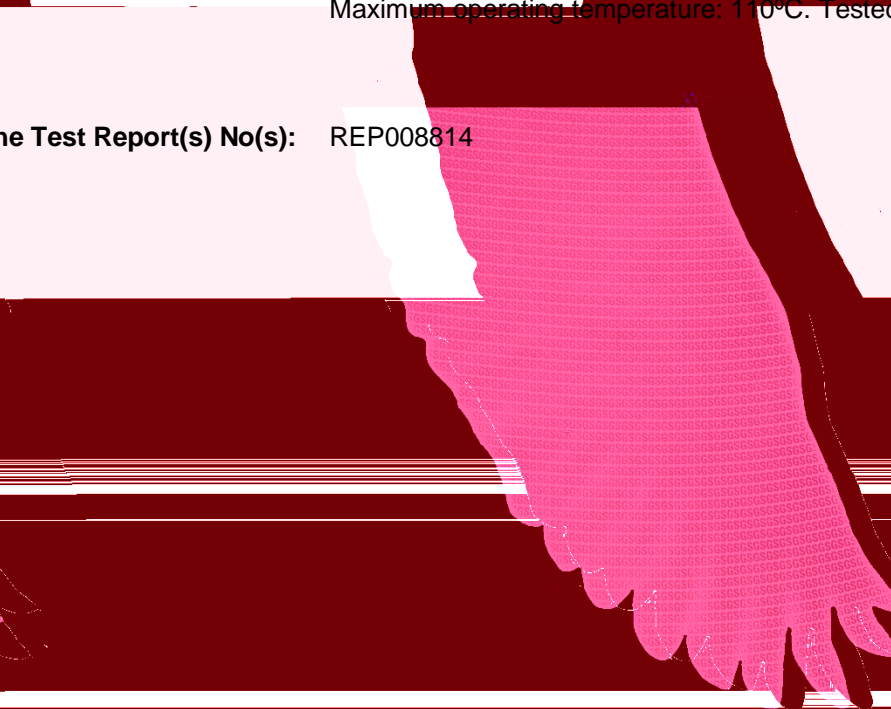 Maximum operating temperature: 110ºC. Tested
ne Test Report(s) No(s): REP008814